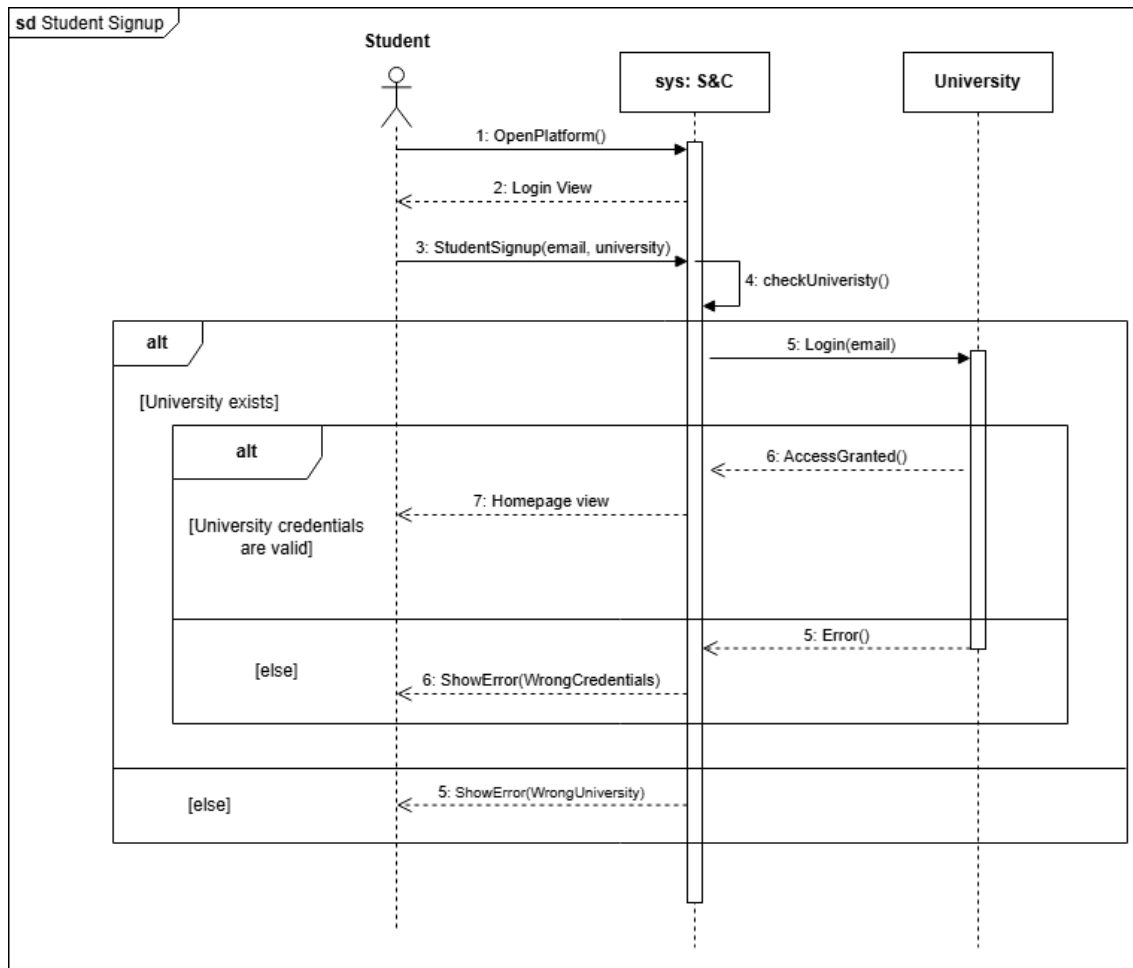 sd Student Signup
Student
sys: S&C
University
1: OpenPlatform()
2: Login View
3: StudentSignup(email, university)
4: checkUniveristy()
alt
5: Login(email)
[University exists]
alt
6: AccessGranted()
7: Homepage view
[University credentials
are valid]
5: Error()
[else]
6: ShowError(WrongCredentials)
5: ShowError(WrongUniversity)
[else]